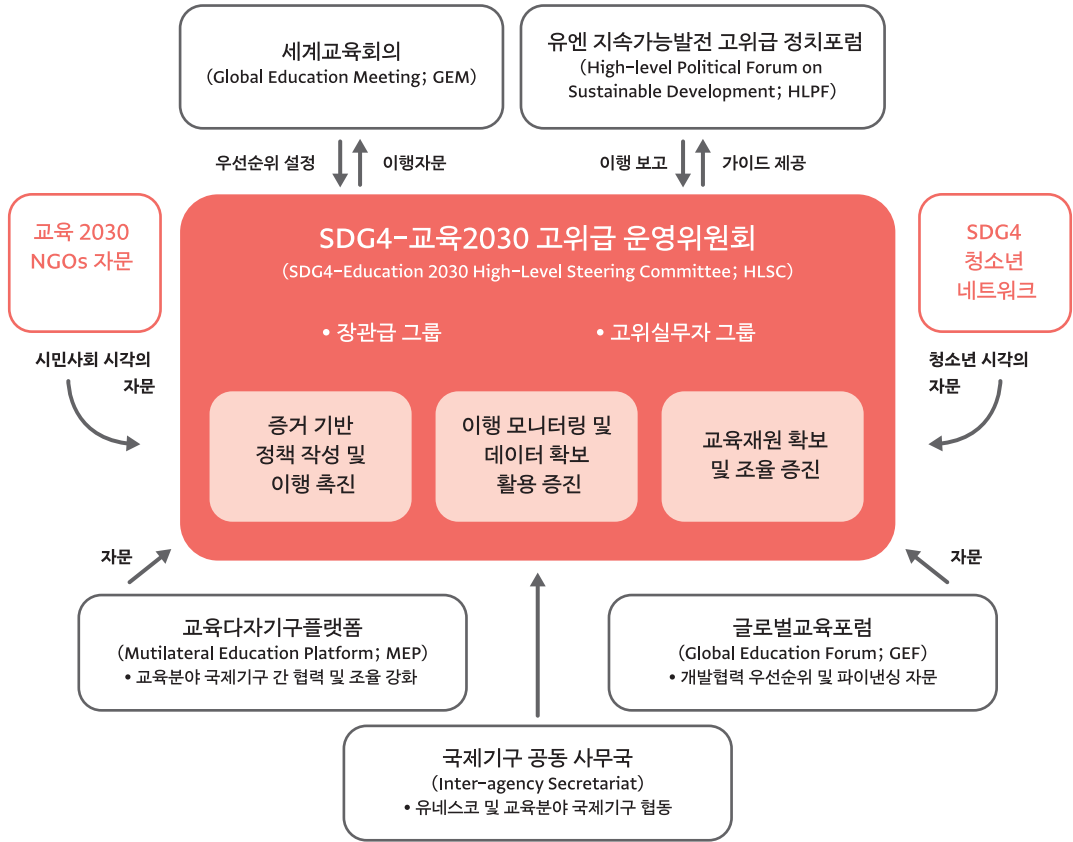 세계교육회의
(Global Education Meeting; GEM)
유엔 지속가능발전 고위급 정치포럼
(High-level Political Forum on
Sustainable Development; HLPF)
우선순위 설정
이행자문
이행 보고
가이드 제공
교육 2030
NGOs 자문
SDG4-교육2030 고위급 운영위원회
(SDG4-Education 2030 High-Level Steering Committee; HLSC)
• 장관급 그룹
• 고위실무자 그룹
SDG4
청소년
네트워크
시민사회 시각의
자문
청소년 시각의
자문
증거 기반
정책 작성 및
이행 촉진
이행 모니터링 및
데이터 확보
활용 증진
교육재원 확보
및 조율 증진
자문
자문
교육다자기구플랫폼
(Mutilateral Education Platform; MEP)
• 교육분야 국제기구 간 협력 및 조율 강화
글로벌교육포럼
(Global Education Forum; GEF)
• 개발협력 우선순위 및 파이낸싱 자문
국제기구 공동 사무국
(Inter-agency Secretariat)
• 유네스코 및 교육분야 국제기구 협동